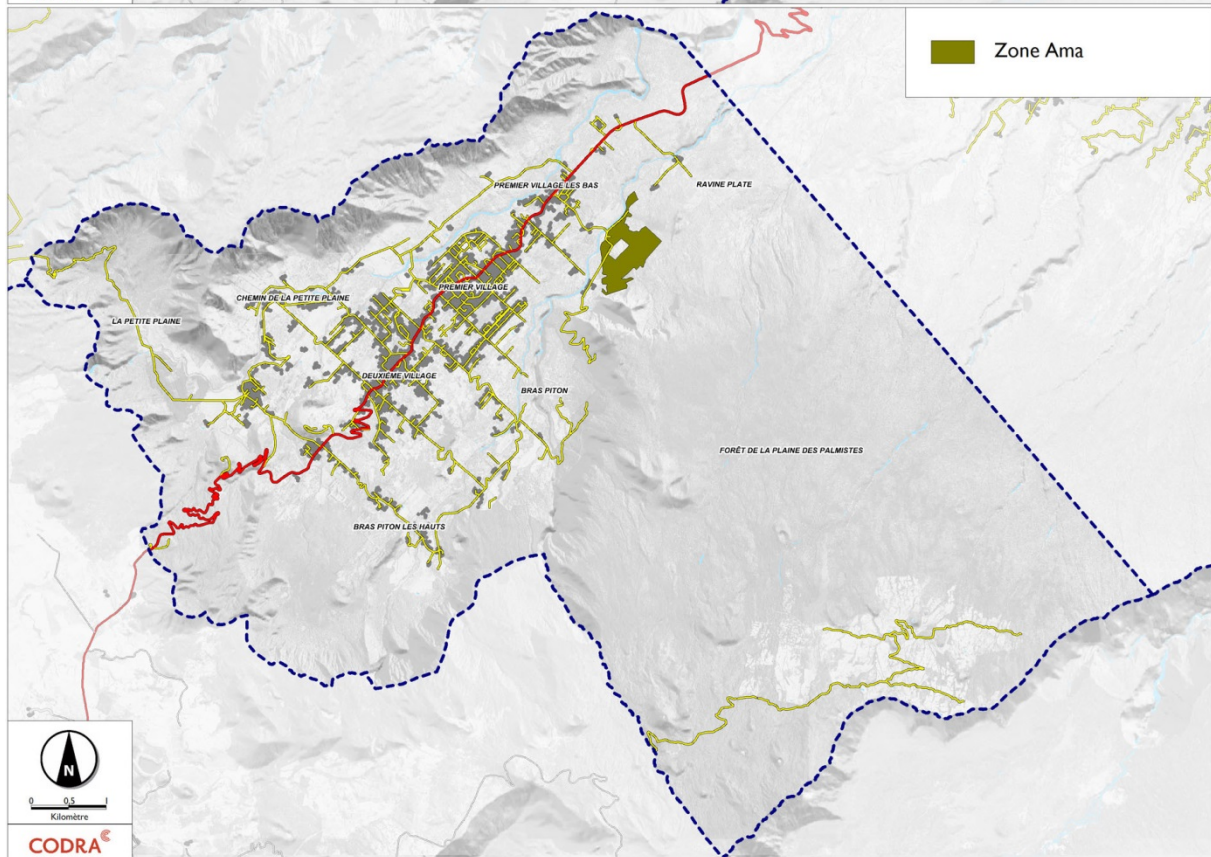 Zone Ama
PREMIER VILLAGE LES BAS
RAVINE PLATE
PREMIER VILLAGE
CHEMIN DE LA PETITE PLAINE
LA PETITE PLAINE
DEUXIÈME VILLAGE
BRAS PITON
FORÊT DE LA PLAINE DES PALMISTES
BRAS PITON LES HAUTS
N
0 0,5 1
Kilomètre
CODRA